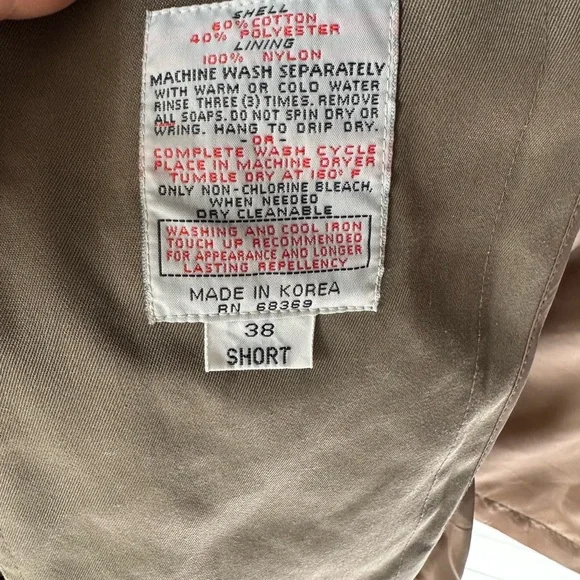 SHELL
60% COTTON
40% POLYESTER
LINING
100% NYLON
MACHINE WASH SEPARATELY
WITH WARM OR COLD WATER
RINSE THREE (3) TIMES. REMOVE
ALL SOAPS. DO NOT SPIN DRY OR
WRING. HANG TO DRIP DRY.
- OR -
COMPLETE WASH CYCLE
PLACE IN MACHINE DRYER
TUMBLE DRY AT 160° F
ONLY NON-CHLORINE BLEACH,
WHEN NEEDED
DRY CLEANABLE
WASHING AND COOL IRON
TOUCH UP RECOMMENDED
FOR APPEARANCE AND LONGER
LASTING REPELLENCY
MADE IN KOREA
RN 68369
38
SHORT